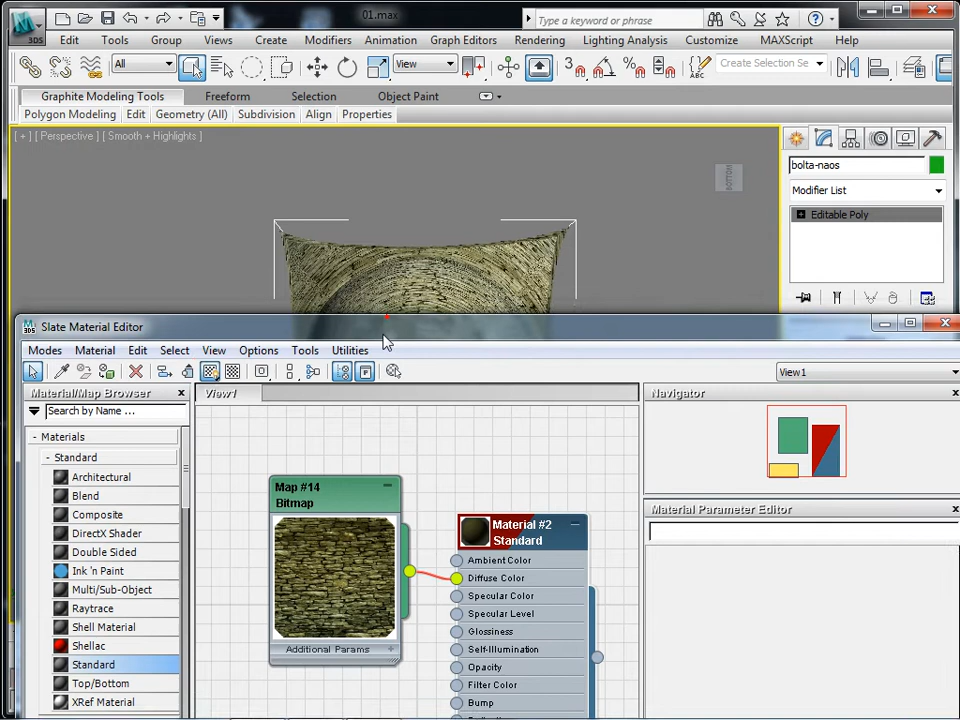 01.max
Type a keyword or phrase
3DS
Edit Tools Group Views Create Modifiers Animation Graph Editors Rendering Lighting Analysis Customize MAXScript Help
All View 3 ABC Create Selection Se
Graphite Modeling Tools Freeform Selection Object Paint
Polygon Modeling Edit Geometry (All) Subdivision Align Properties
[ + ] [ Perspective ] [ Smooth + Highlights ]
BOTTOM
bolta-naos
Modifier List
Editable Poly
Slate Material Editor
Modes Material Edit Select View Options Tools Utilities
View1
Material/Map Browser
View1
Navigator
Search by Name ...
- Materials
- Standard
Architectural
Blend
Composite
DirectX Shader
Double Sided
Ink 'n Paint
Multi/Sub-Object
Raytrace
Shell Material
Shellac
Standard
Top/Bottom
XRef Material
Map #14
Bitmap
Additional Params +
Material #2
Standard
Ambient Color
Diffuse Color
Specular Color
Specular Level
Glossiness
Self-Illumination
Opacity
Filter Color
Bump
Material Parameter Editor